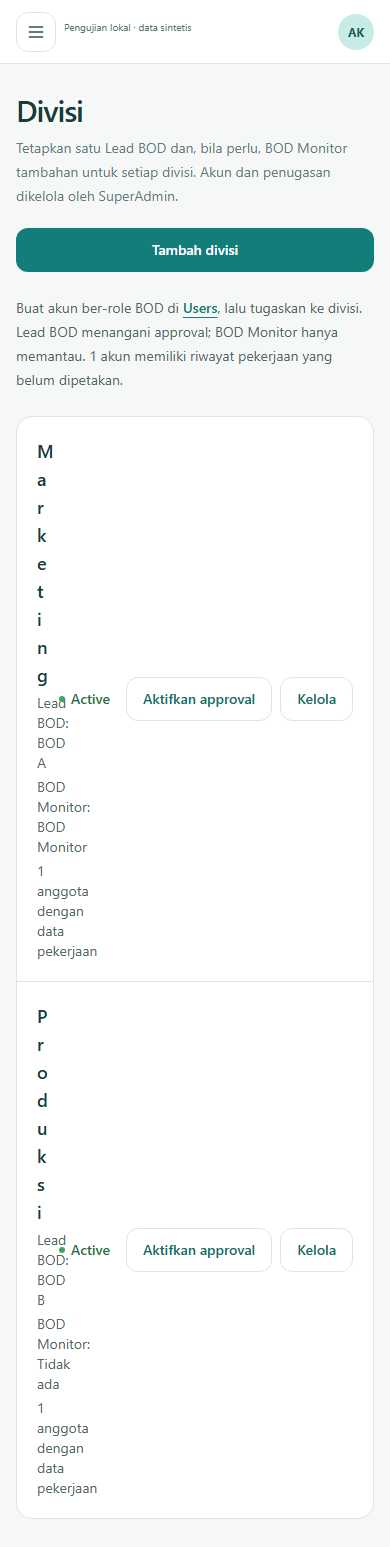 Pengujian lokal · data sintetis
AK
Divisi
Tetapkan satu Lead BOD dan, bila perlu, BOD Monitor
tambahan untuk setiap divisi. Akun dan penugasan
dikelola oleh SuperAdmin.
Tambah divisi
Buat akun ber-role BOD di Users, lalu tugaskan ke divisi.
Lead BOD menangani approval; BOD Monitor hanya
memantau. 1 akun memiliki riwayat pekerjaan yang
belum dipetakan.
M
a
r
k
e
t
i
n
g
Lead
BOD:
BOD
A
BOD
Monitor:
BOD
Monitor
1
anggota
dengan
data
pekerjaan
Active
Aktifkan approval
Kelola
P
r
o
d
u
k
s
i
Lead
BOD:
BOD
B
BOD
Monitor:
Tidak
ada
1
anggota
dengan
data
pekerjaan
Active
Aktifkan approval
Kelola